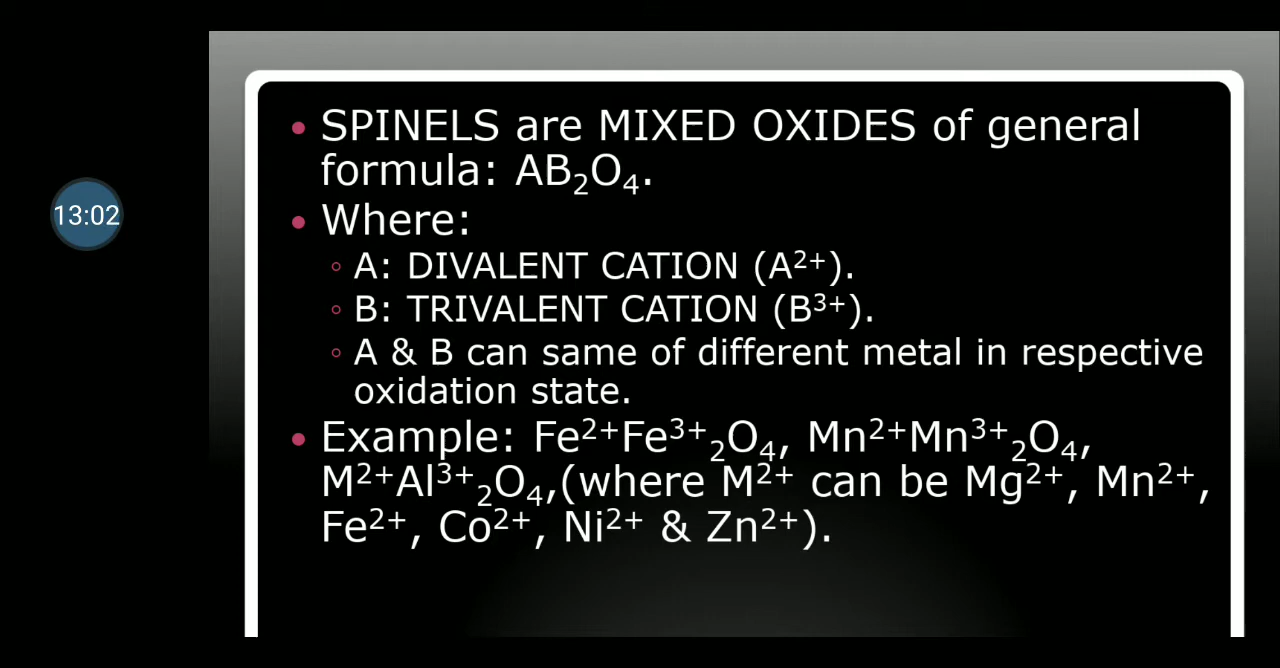 SPINELS are MIXED OXIDES of general
formula: AB₂O₄.
Where:
A: DIVALENT CATION (A²⁺).
13:02
B: TRIVALENT CATION (B³⁺).
A & B can same of different metal in respective
oxidation state.
Example: Fe²⁺Fe³⁺₂O₄, Mn²⁺Mn³⁺₂O₄,
M²⁺Al³⁺₂O₄,(where M²⁺ can be Mg²⁺, Mn²⁺,
Fe²⁺, Co²⁺, Ni²⁺ & Zn²⁺).